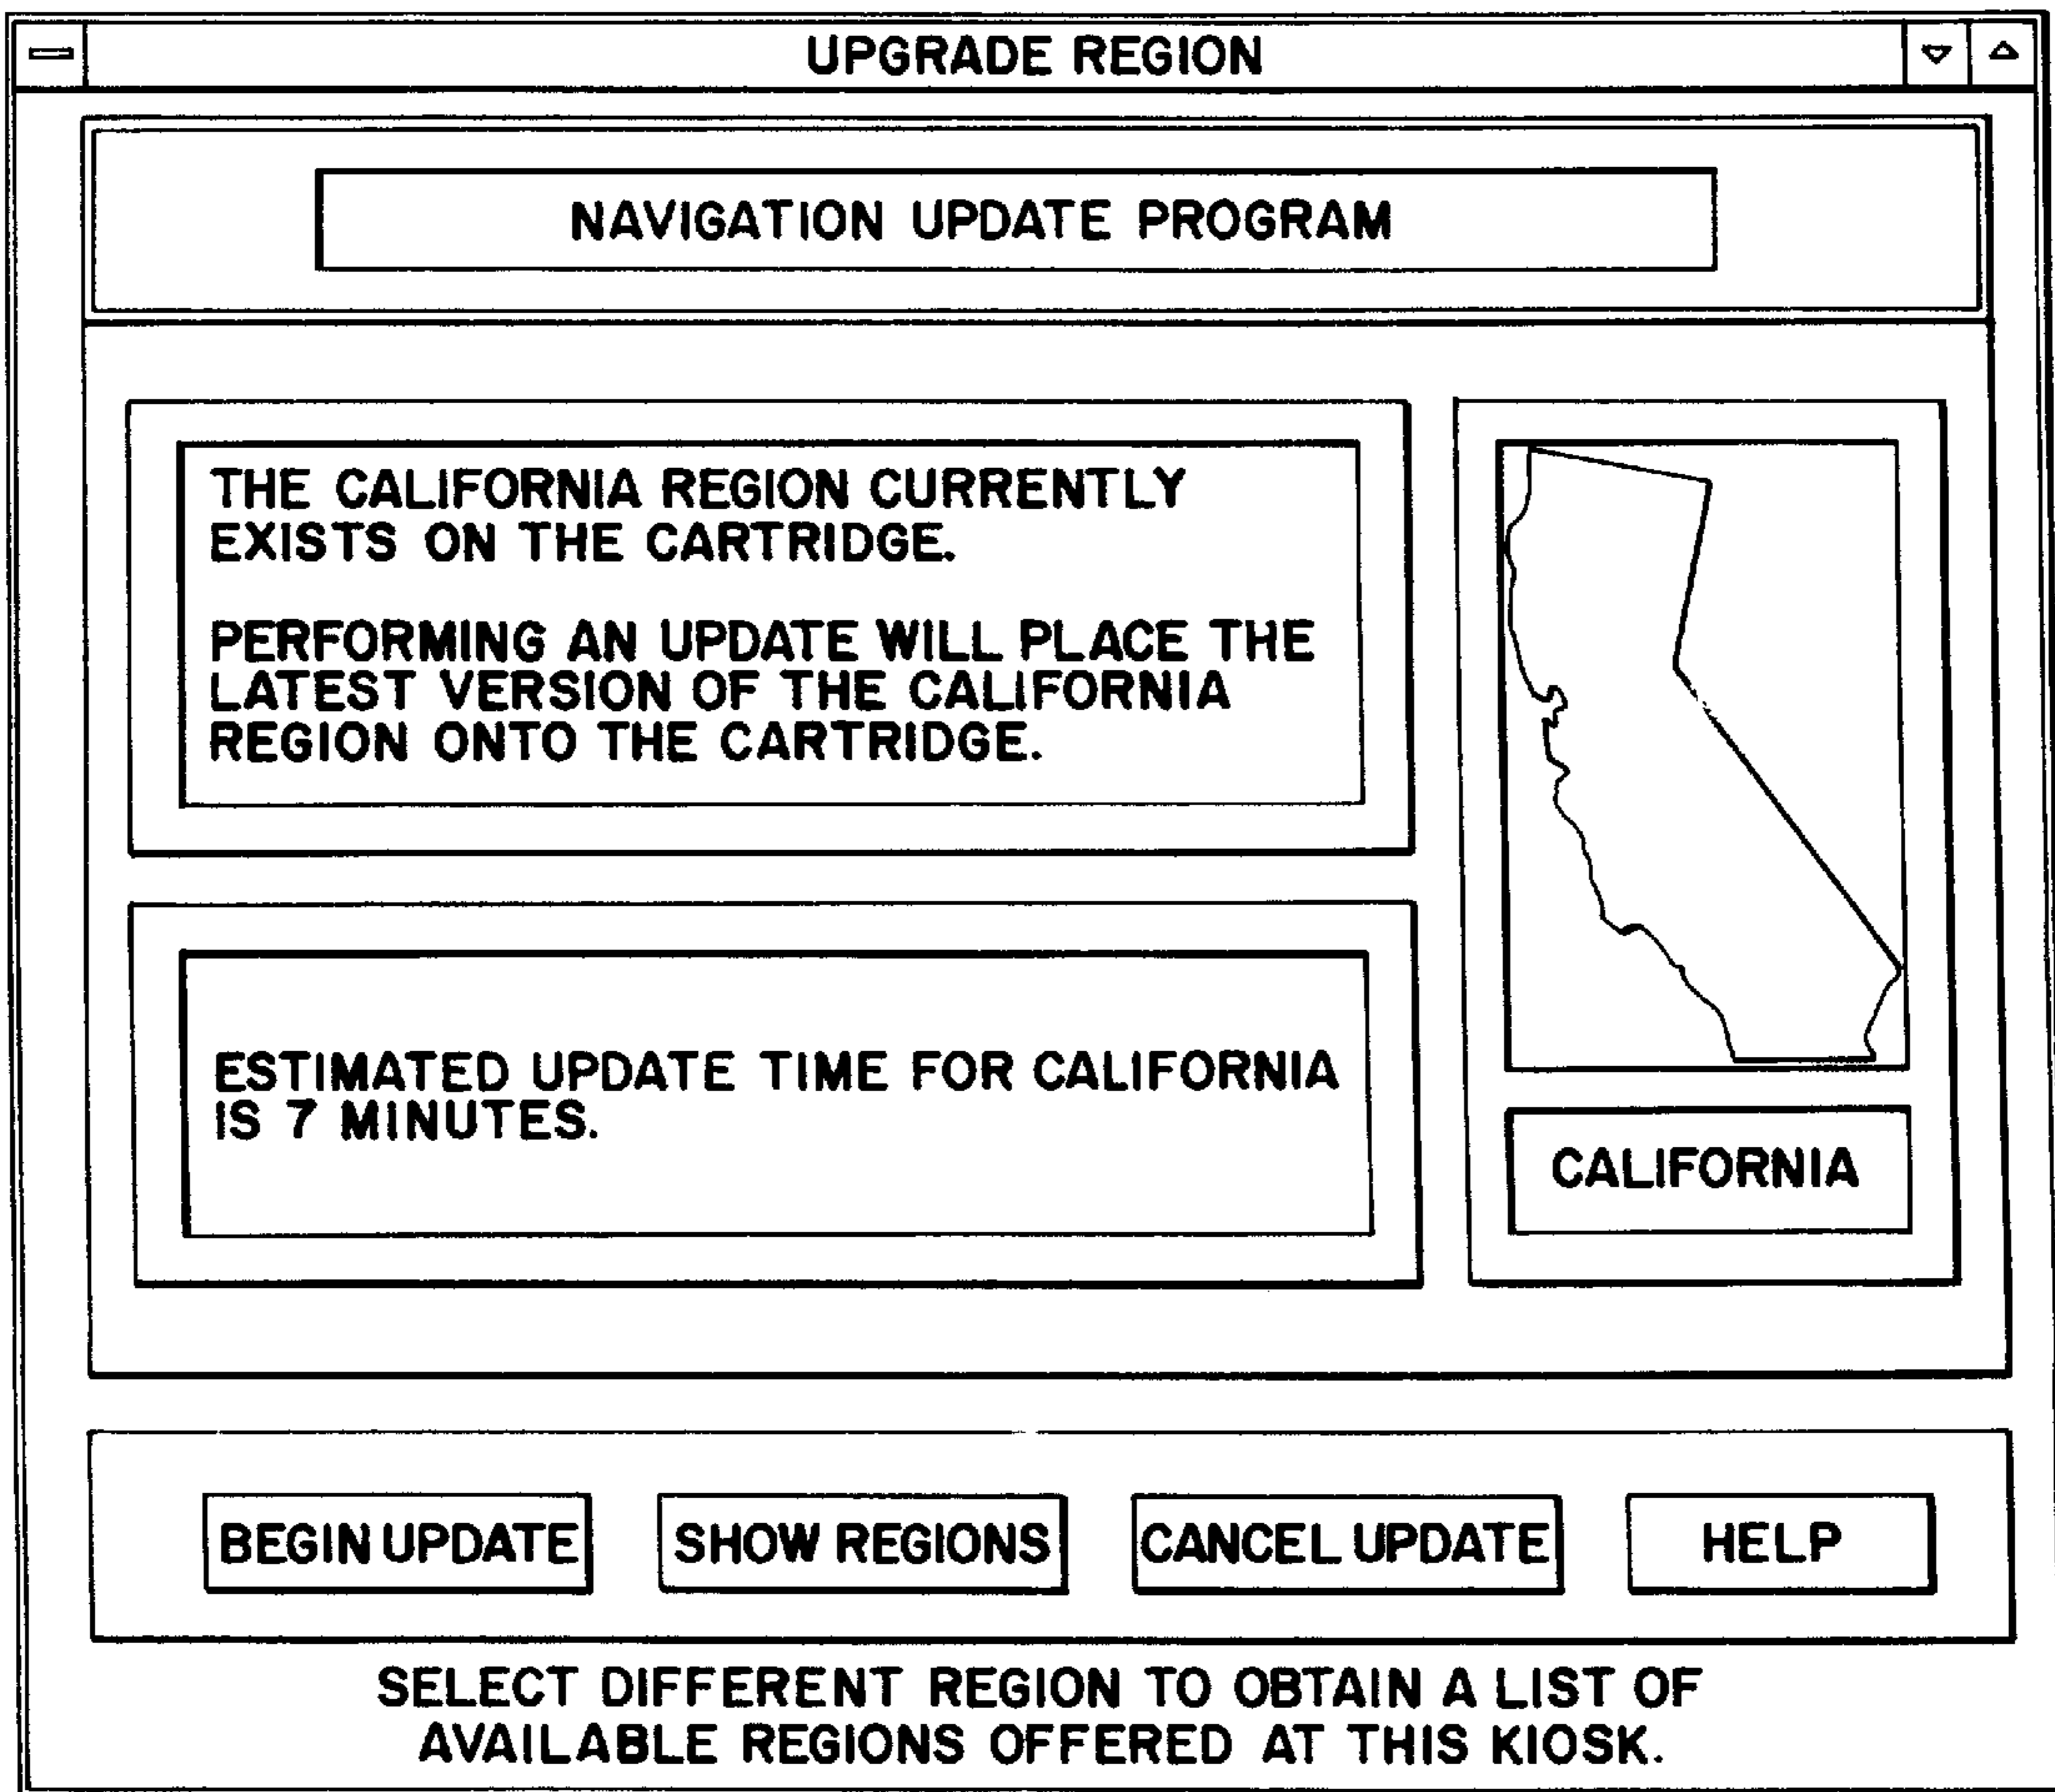 UPGRADE REGION
NAVIGATION UPDATE PROGRAM
THE CALIFORNIA REGION CURRENTLY
EXISTS ON THE CARTRIDGE.
PERFORMING AN UPDATE WILL PLACE THE
LATEST VERSION OF THE CALIFORNIA
REGION ONTO THE CARTRIDGE.
ESTIMATED UPDATE TIME FOR CALIFORNIA
IS 7 MINUTES.
CALIFORNIA
BEGIN UPDATE
SHOW REGIONS
CANCEL UPDATE
HELP
SELECT DIFFERENT REGION TO OBTAIN A LIST OF
AVAILABLE REGIONS OFFERED AT THIS KIOSK.